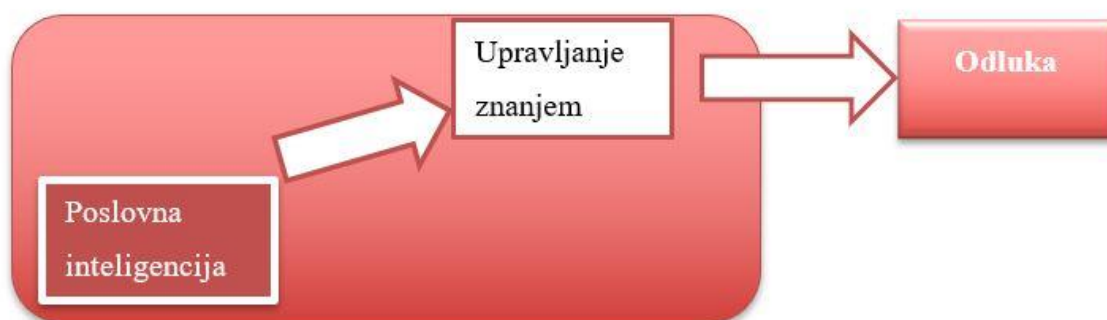 Upravljanje
znanjem
Odluka
Poslovna
inteligencija